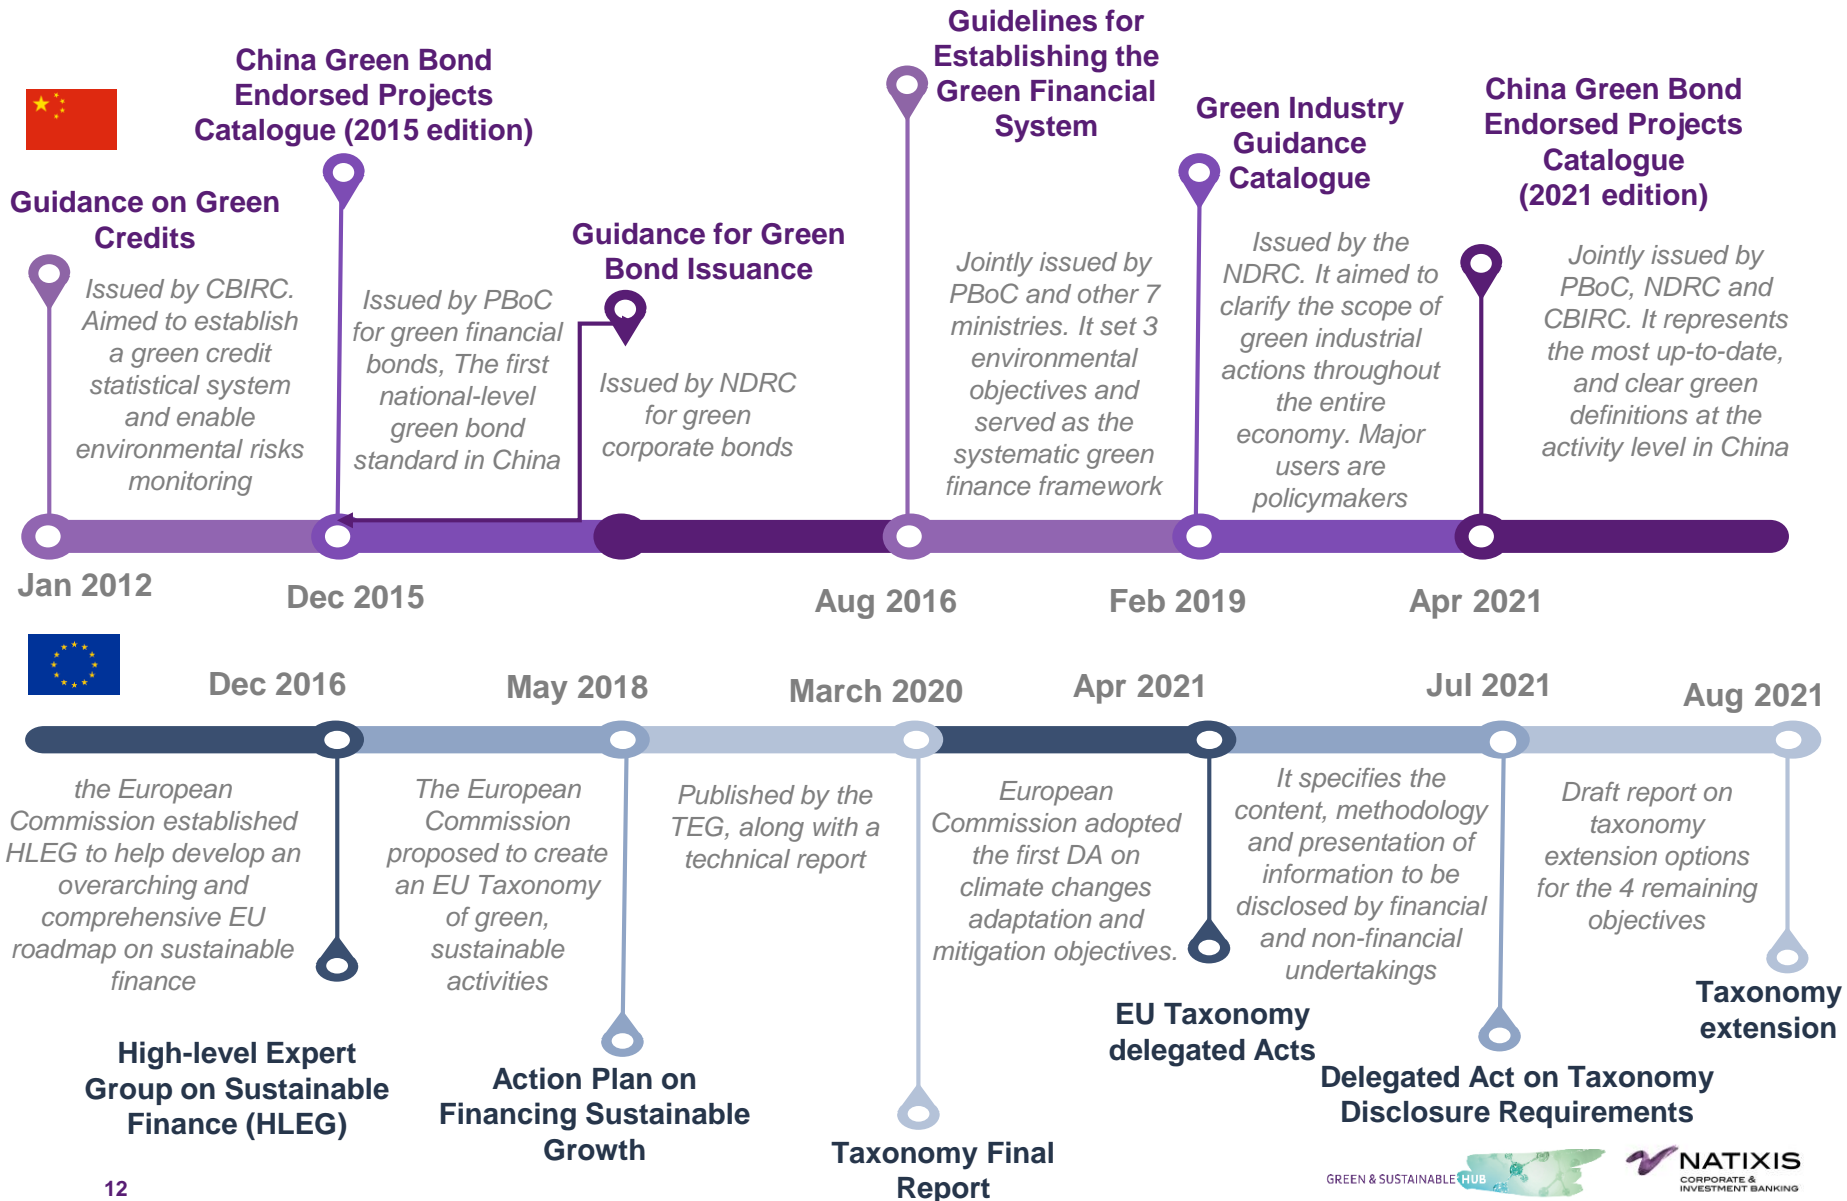 China Green Bond
Endorsed Projects
Catalogue (2015 edition)
Guidelines for
Establishing the
Green Financial
System
Green Industry
Guidance
Catalogue
China Green Bond
Endorsed Projects
Catalogue
(2021 edition)
Guidance on Green
Credits
Guidance for Green
Bond Issuance
Issued by CBIRC.
Aimed to establish
a green credit
statistical system
and enable
environmental risks
monitoring
Issued by PBoC
for green financial
bonds, The first
national-level
green bond
standard in China
Issued by NDRC
for green
corporate bonds
Jointly issued by
PBoC and other 7
ministries. It set 3
environmental
objectives and
served as the
systematic green
finance framework
Issued by the
NDRC. It aimed to
clarify the scope of
green industrial
actions throughout
the entire
economy. Major
users are
policymakers
Jointly issued by
PBoC, NDRC and
CBIRC. It represents
the most up-to-date,
and clear green
definitions at the
activity level in China
Jan 2012
Dec 2015
Aug 2016
Feb 2019
Apr 2021
Dec 2016
May 2018
March 2020
Apr 2021
Jul 2021
Aug 2021
the European
Commission established
HLEG to help develop an
overarching and
comprehensive EU
roadmap on sustainable
finance
The European
Commission
proposed to create
an EU Taxonomy
of green,
sustainable
activities
Published by the
TEG, along with a
technical report
European
Commission adopted
the first DA on
climate changes
adaptation and
mitigation objectives.
It specifies the
content, methodology
and presentation of
information to be
disclosed by financial
and non-financial
undertakings
Draft report on
taxonomy
extension options
for the 4 remaining
objectives
High-level Expert
Group on Sustainable
Finance (HLEG)
Action Plan on
Financing Sustainable
Growth
Taxonomy Final
Report
EU Taxonomy
delegated Acts
Delegated Act on Taxonomy
Disclosure Requirements
Taxonomy
extension
12
GREEN & SUSTAINABLE HUB
NATIXIS
CORPORATE &
INVESTMENT BANKING